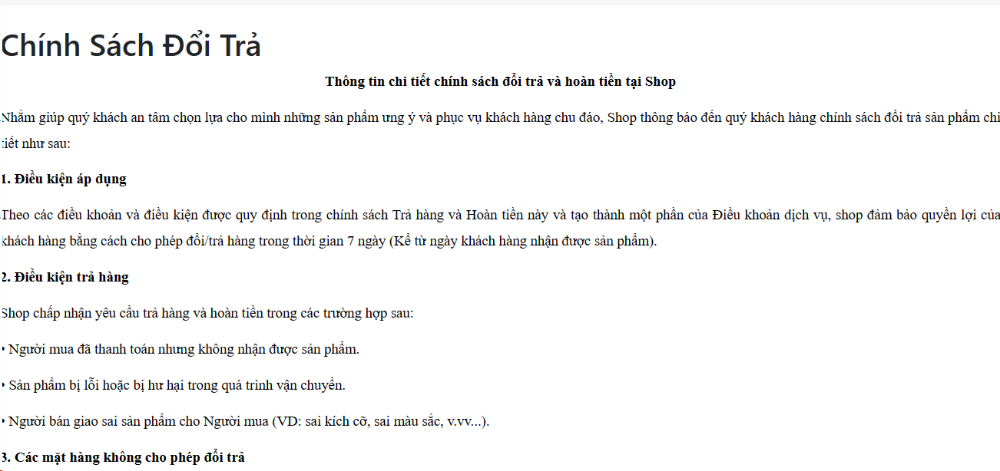 Chính Sách Đổi Trả
Thông tin chi tiết chính sách đổi trả và hoàn tiền tại Shop
Nhằm giúp quý khách an tâm chọn lựa cho mình những sản phẩm ưng ý và phục vụ khách hàng chu đáo, Shop thông báo đến quý khách hàng chính sách đổi trả sản phẩm chi
tiết như sau:
1. Điều kiện áp dụng
Theo các điều khoản và điều kiện được quy định trong chính sách Trả hàng và Hoàn tiền này và tạo thành một phần của Điều khoản dịch vụ, shop đảm bảo quyền lợi của
khách hàng bằng cách cho phép đổi/trả hàng trong thời gian 7 ngày (Kể từ ngày khách hàng nhận được sản phẩm).
2. Điều kiện trả hàng
Shop chấp nhận yêu cầu trả hàng và hoàn tiền trong các trường hợp sau:
• Người mua đã thanh toán nhưng không nhận được sản phẩm.
• Sản phẩm bị lỗi hoặc bị hư hại trong quá trình vận chuyển.
• Người bán giao sai sản phẩm cho Người mua (VD: sai kích cỡ, sai màu sắc, v.vv...).
3. Các mặt hàng không cho phép đổi trả